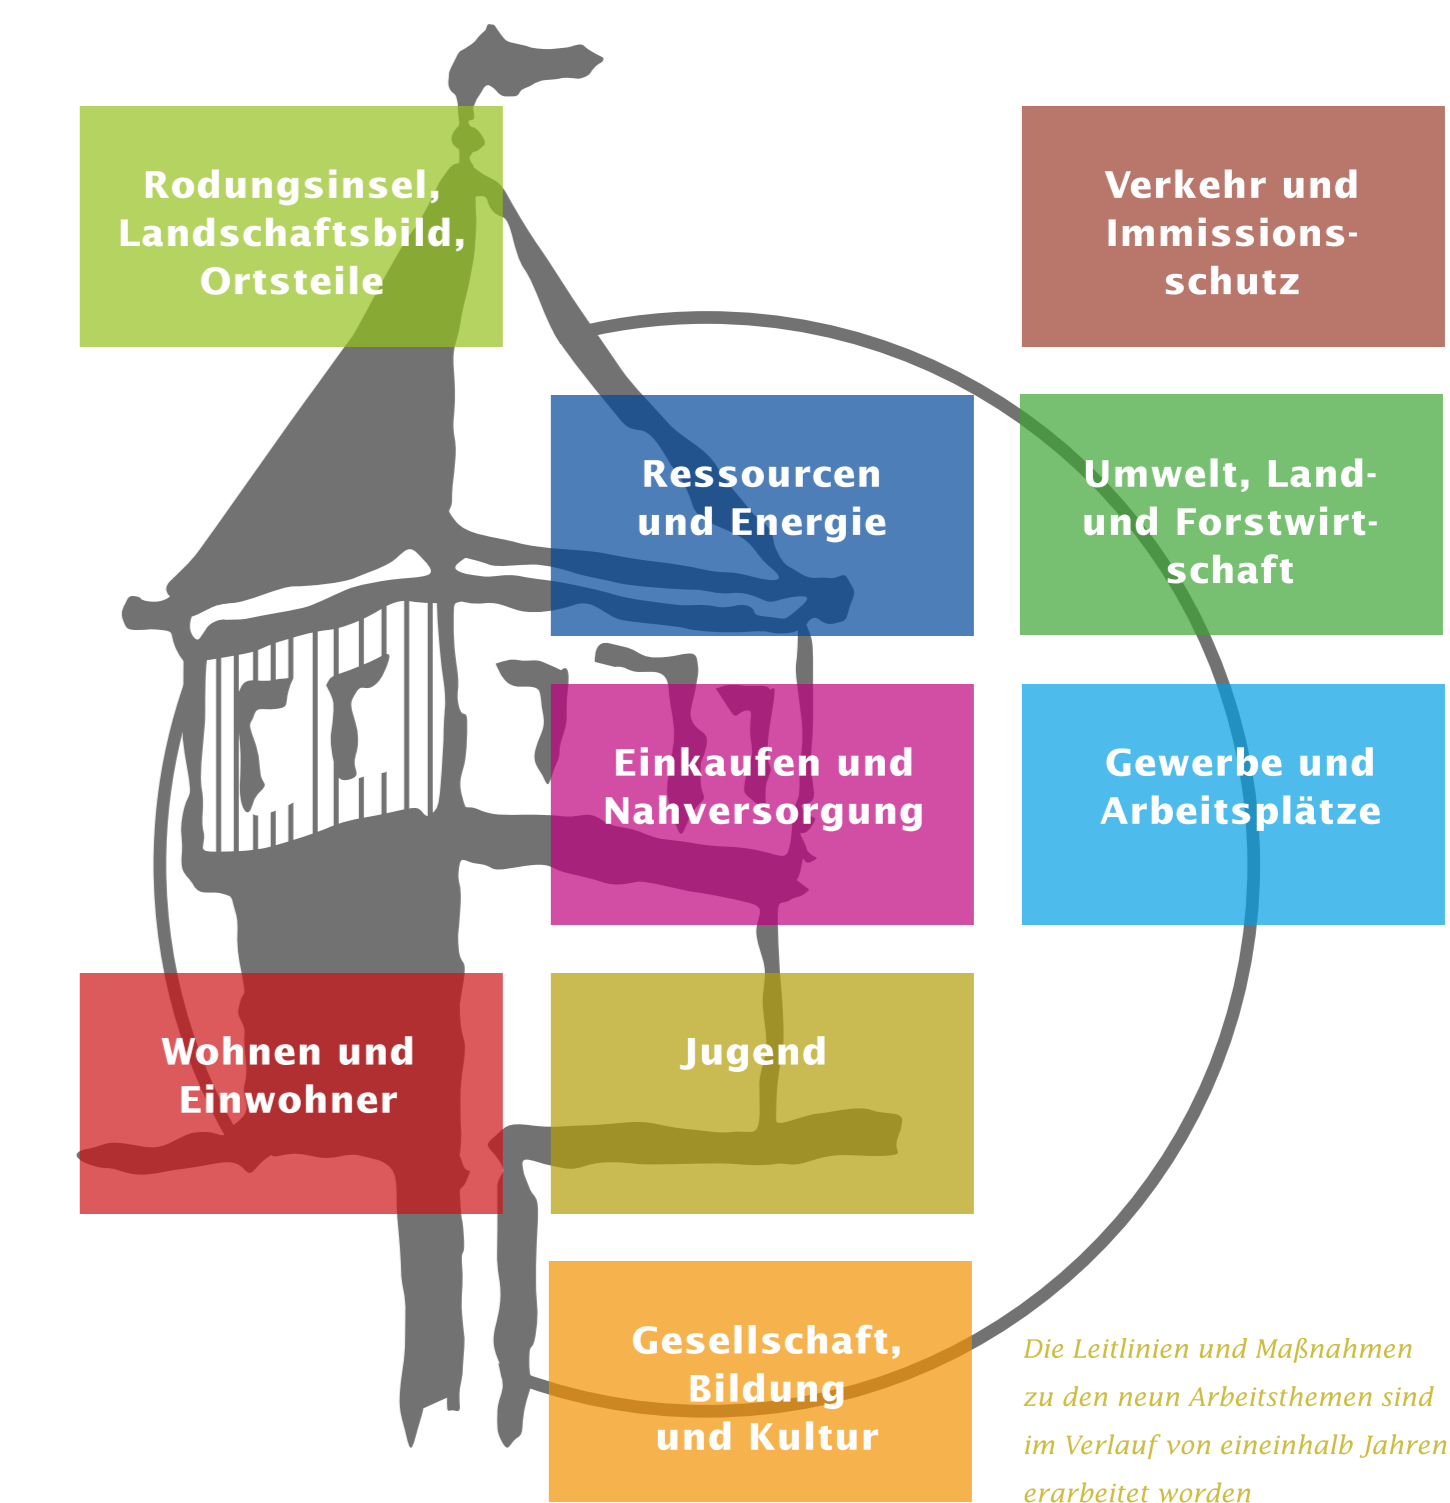 Rodungsinsel,
Landschaftsbild,
Ortsteile
Verkehr und
Immissions-
schutz
Ressourcen
und Energie
Umwelt, Land-
und Forstwirt-
schaft
Einkaufen und
Nahversorgung
Gewerbe und
Arbeitsplätze
Wohnen und
Einwohner
Jugend
Gesellschaft,
Bildung
und Kultur
Die Leitlinien und Maßnahmen
zu den neun Arbeitsthemen sind
im Verlauf von eineinhalb Jahren
erarbeitet worden